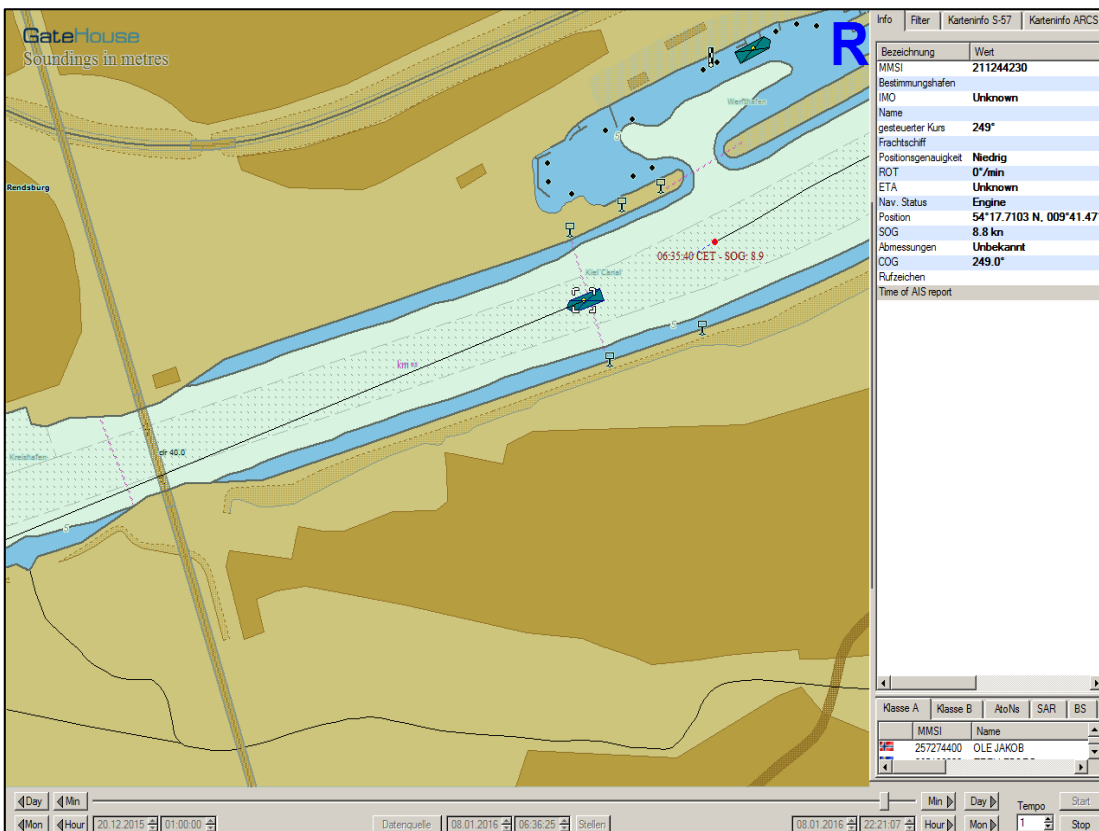 GateHouse
Soundings in metres
R
Werfthafen
Rendsburg
06:35:40 CET - SOG: 8.9
Kiel Canal
5
5
km
clr 40.0
Kreishafen
5
Info Filter Karteninfo S-57 Karteninfo ARCS
Bezeichnung Wert
MMSI 211244230
Bestimmungshafen
IMO Unknown
Name
gesteuerter Kurs 249°
Frachtschiff
Positionsgenauigkeit Niedrig
ROT 0°/min
ETA Unknown
Nav. Status Engine
Position 54°17.7103 N, 009°41.47
SOG 8.8 kn
Abmessungen Unbekannt
COG 249.0°
Rufzeichen
Time of AIS report
Klasse A Klasse B AtoNs SAR BS
MMSI Name
257274400 OLE JAKOB
Day Min Min Day Tempo Start
Mon Hour 20.12.2015 01:00:00 Datenquelle 08.01.2016 06:36:25 Stellen 08.01.2016 22:21:07 Hour Mon 1 Stop